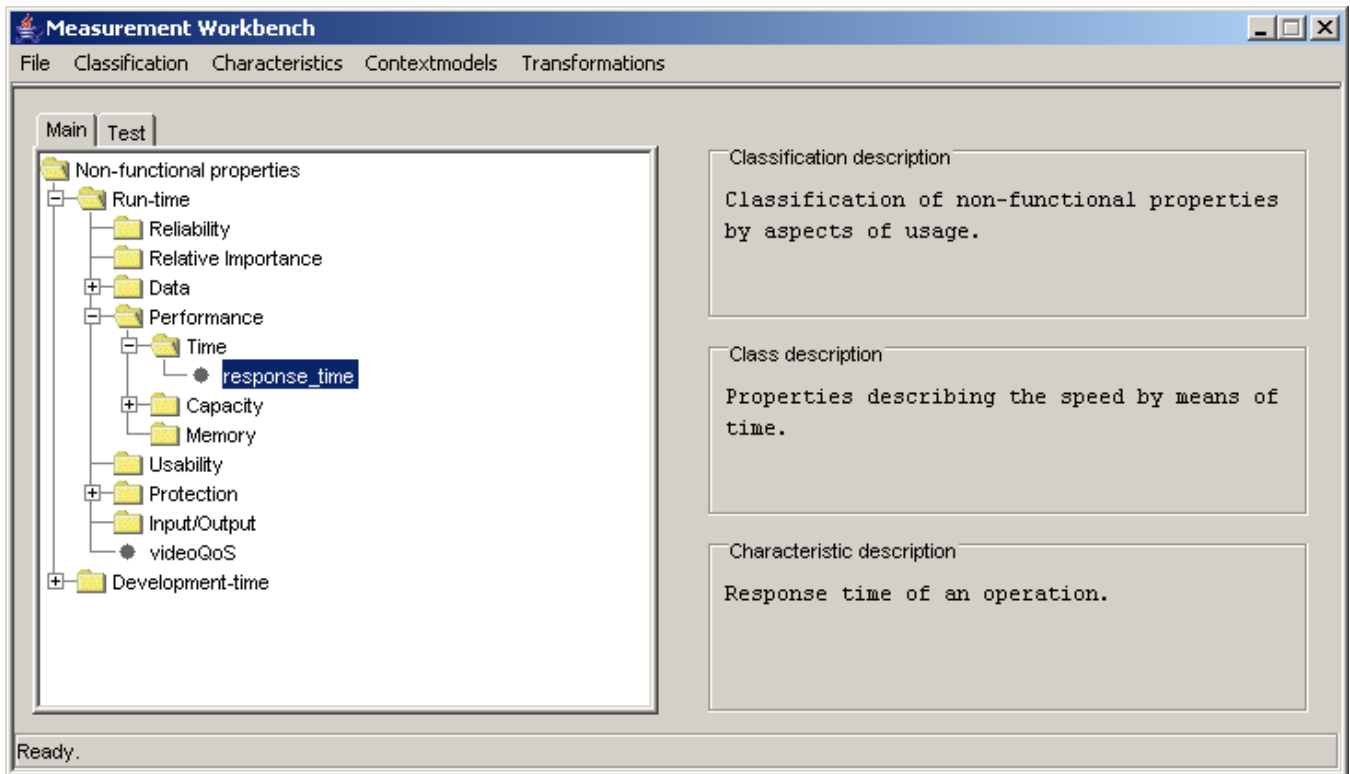 Measurement Workbench
File Classification Characteristics Contextmodels Transformations
Main Test
Non-functional properties
Run-time
Reliability
Relative Importance
Data
Performance
Time
response_time
Capacity
Memory
Usability
Protection
Input/Output
videoQoS
Development-time
Classification description
Classification of non-functional properties
by aspects of usage.
Class description
Properties describing the speed by means of
time.
Characteristic description
Response time of an operation.
Ready.